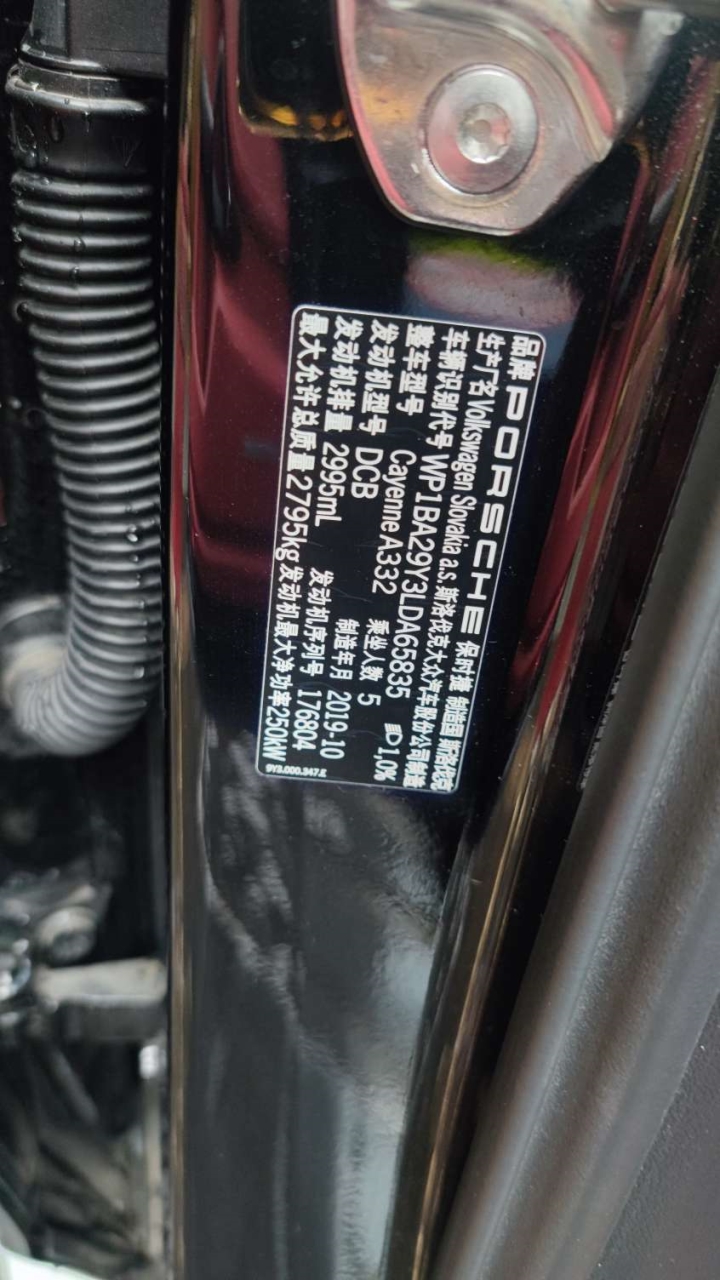 品牌 PORSCHE 保时捷 制造国 斯洛伐克
生产厂名 Volkswagen Slovakia a.s. 斯洛伐克大众汽车股份公司制造
车辆识别代号 WP1BA29Y3LDA65835 1,0%
整车型号 Cayenne A332 乘坐人数 5
发动机型号 DCB 制造年月 2019-10
发动机排量 2995mL 发动机序列号 176804
最大允许总质量 2795kg 发动机最大净功率 250kW
9Y3.000.347.E